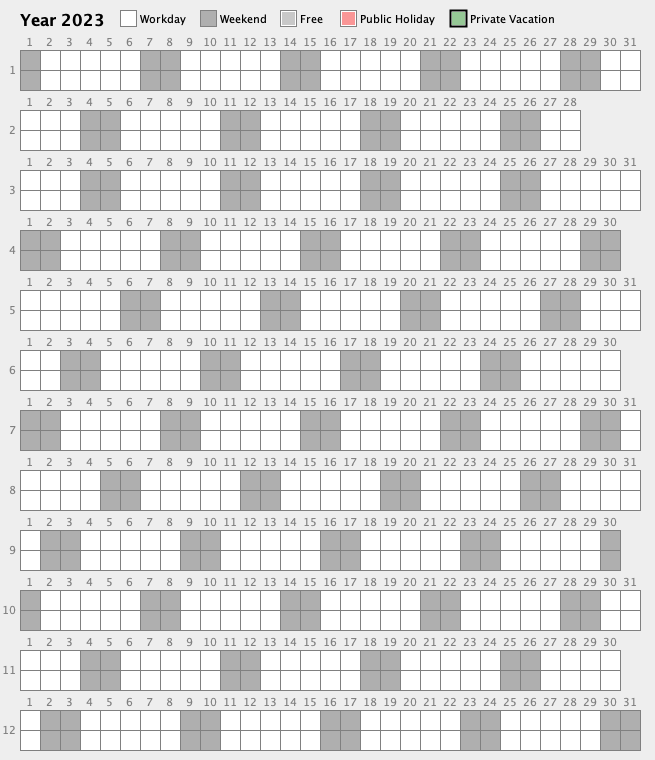 Year 2023 Workday Weekend Free Public Holiday Private Vacation
1 2 3 4 5 6 7 8 9 10 11 12 13 14 15 16 17 18 19 20 21 22 23 24 25 26 27 28 29 30 31
1
1 2 3 4 5 6 7 8 9 10 11 12 13 14 15 16 17 18 19 20 21 22 23 24 25 26 27 28
2
1 2 3 4 5 6 7 8 9 10 11 12 13 14 15 16 17 18 19 20 21 22 23 24 25 26 27 28 29 30 31
3
1 2 3 4 5 6 7 8 9 10 11 12 13 14 15 16 17 18 19 20 21 22 23 24 25 26 27 28 29 30
4
1 2 3 4 5 6 7 8 9 10 11 12 13 14 15 16 17 18 19 20 21 22 23 24 25 26 27 28 29 30 31
5
1 2 3 4 5 6 7 8 9 10 11 12 13 14 15 16 17 18 19 20 21 22 23 24 25 26 27 28 29 30
6
1 2 3 4 5 6 7 8 9 10 11 12 13 14 15 16 17 18 19 20 21 22 23 24 25 26 27 28 29 30 31
7
1 2 3 4 5 6 7 8 9 10 11 12 13 14 15 16 17 18 19 20 21 22 23 24 25 26 27 28 29 30 31
8
1 2 3 4 5 6 7 8 9 10 11 12 13 14 15 16 17 18 19 20 21 22 23 24 25 26 27 28 29 30
9
1 2 3 4 5 6 7 8 9 10 11 12 13 14 15 16 17 18 19 20 21 22 23 24 25 26 27 28 29 30 31
10
1 2 3 4 5 6 7 8 9 10 11 12 13 14 15 16 17 18 19 20 21 22 23 24 25 26 27 28 29 30
11
1 2 3 4 5 6 7 8 9 10 11 12 13 14 15 16 17 18 19 20 21 22 23 24 25 26 27 28 29 30 31
12